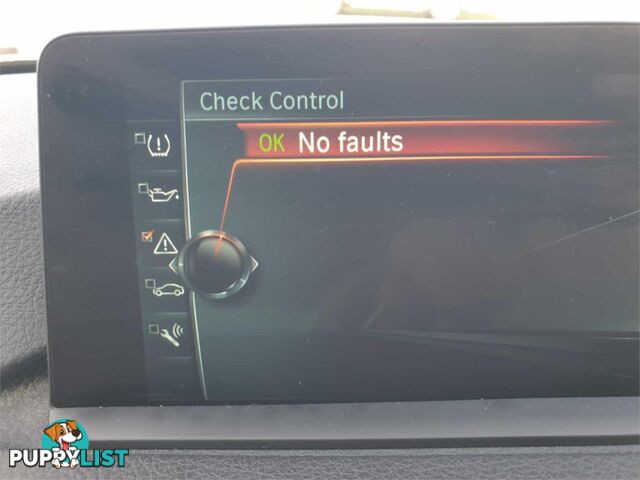 Check Control
OK No faults
PUPPYLIST